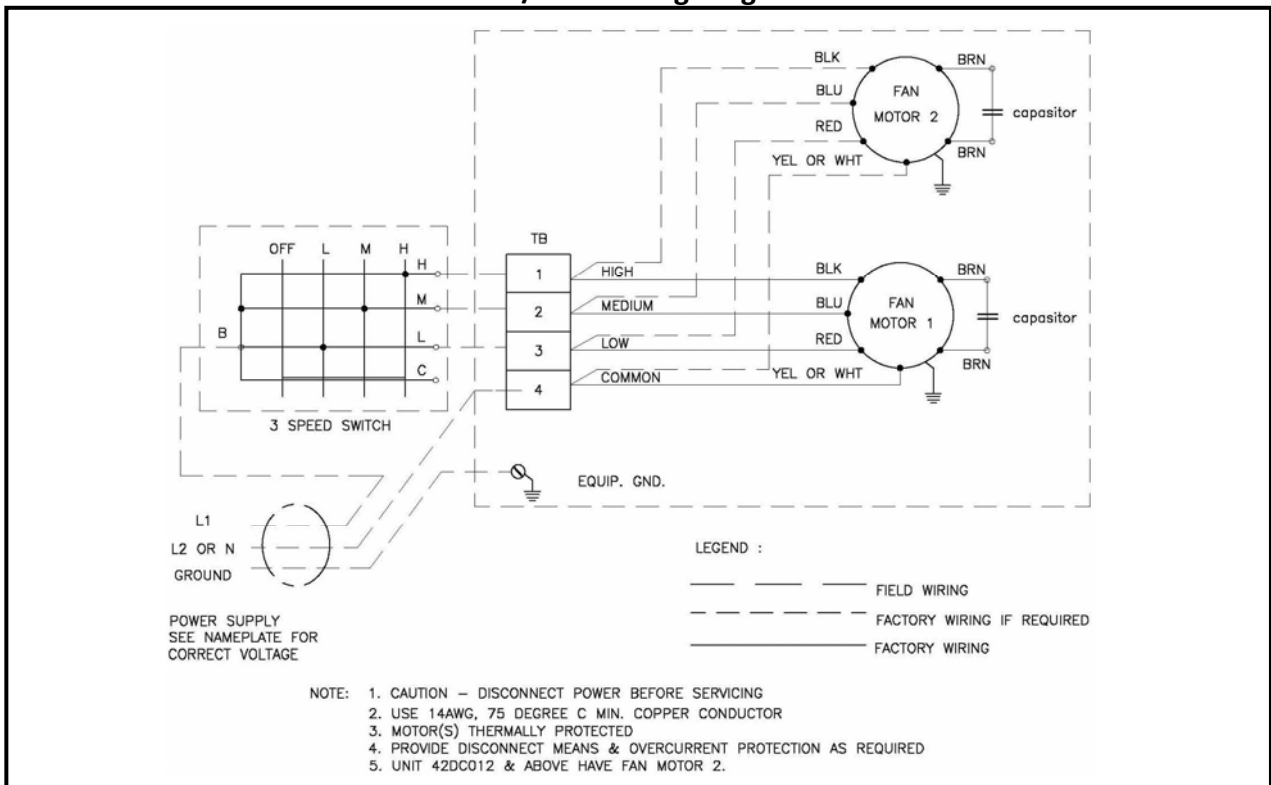 BLK
BRN
BLU
FAN
MOTOR 2
capasitor
RED
YEL OR WHT
BRN
TB
OFF L M H
H
1
HIGH
BLK
BRN
M
2
MEDIUM
BLU
FAN
MOTOR 1
capasitor
B
L
3
LOW
RED
C
4
COMMON
YEL OR WHT
BRN
3 SPEED SWITCH
EQUIP. GND.
L1
L2 OR N
GROUND
POWER SUPPLY
SEE NAMEPLATE FOR
CORRECT VOLTAGE
LEGEND :
FIELD WIRING
FACTORY WIRING IF REQUIRED
FACTORY WIRING
NOTE: 1. CAUTION – DISCONNECT POWER BEFORE SERVICING
2. USE 14AWG, 75 DEGREE C MIN. COPPER CONDUCTOR
3. MOTOR(S) THERMALLY PROTECTED
4. PROVIDE DISCONNECT MEANS & OVERCURRENT PROTECTION AS REQUIRED
5. UNIT 42DC012 & ABOVE HAVE FAN MOTOR 2.